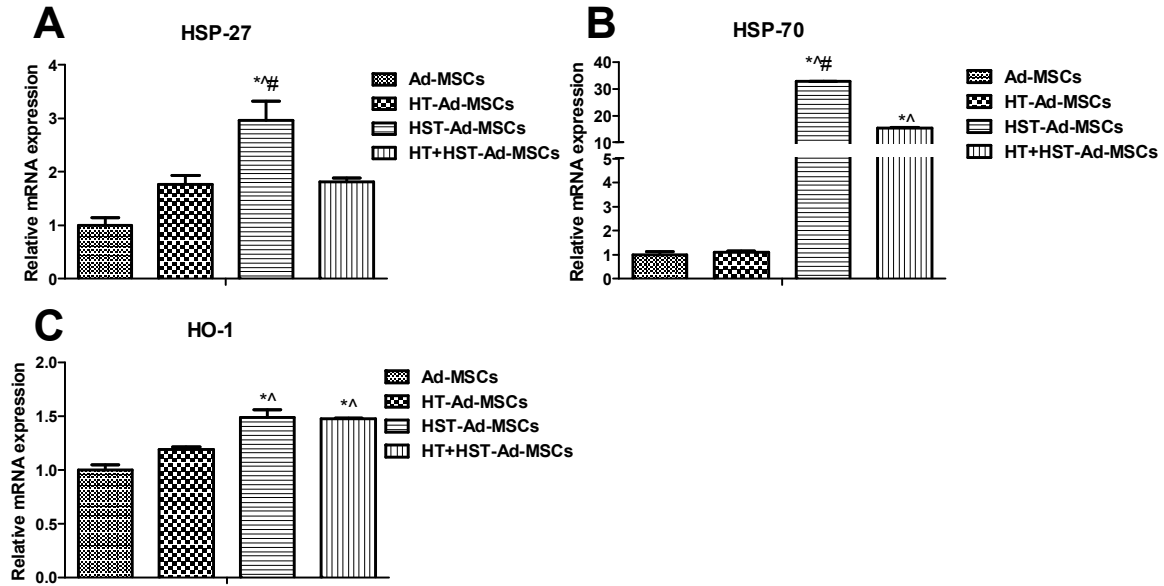 A
HSP-27
Relative mRNA expression
4
3
2
1
0
*^#
Ad-MSCs
HT-Ad-MSCs
HST-Ad-MSCs
HT+HST-Ad-MSCs
B
HSP-70
Relative mRNA expression
40
30
20
10
5
4
3
2
1
0
*^#
*^
Ad-MSCs
HT-Ad-MSCs
HST-Ad-MSCs
HT+HST-Ad-MSCs
C
HO-1
Relative mRNA expression
2.0
1.5
1.0
0.5
0.0
*^
*^
Ad-MSCs
HT-Ad-MSCs
HST-Ad-MSCs
HT+HST-Ad-MSCs